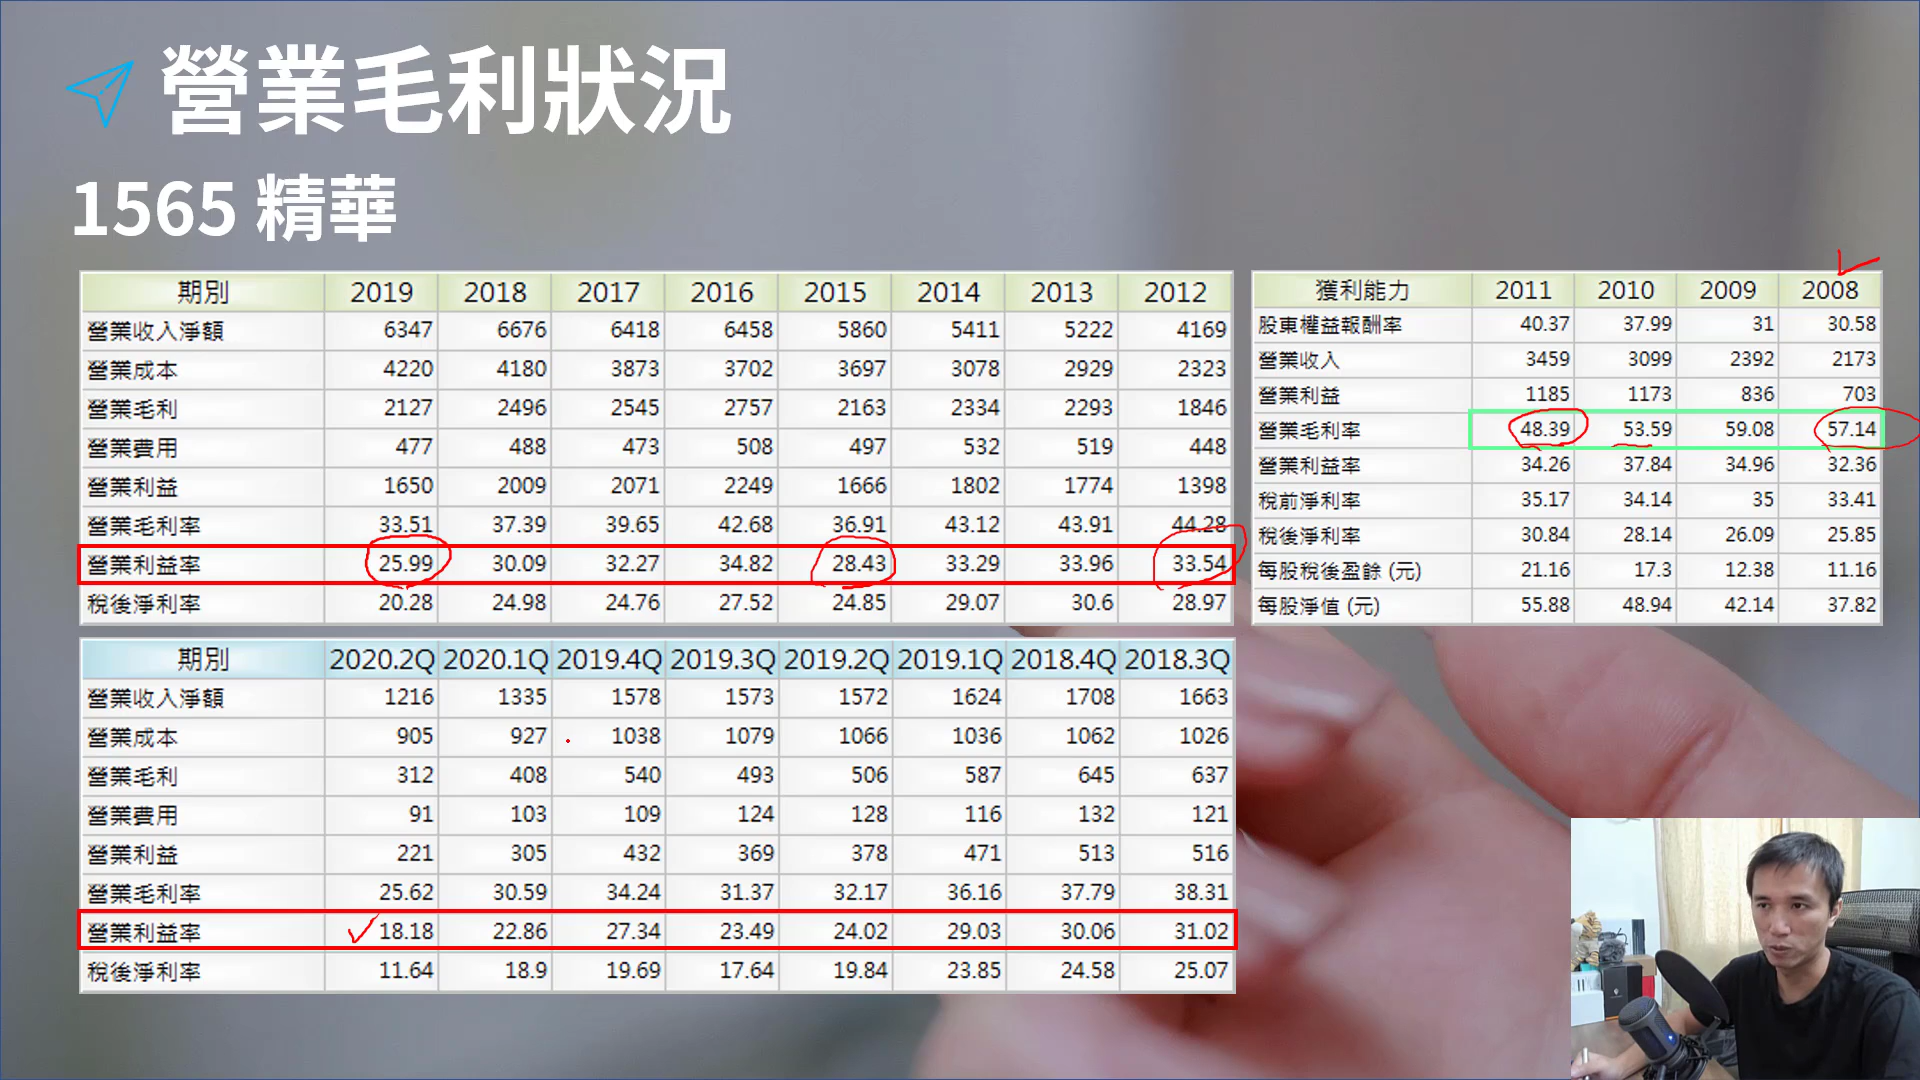 營業毛利狀況
1565 精華
期別 2019 2018 2017 2016 2015 2014 2013 2012
營業收入淨額 6347 6676 6418 6458 5860 5411 5222 4169
營業成本 4220 4180 3873 3702 3697 3078 2929 2323
營業毛利 2127 2496 2545 2757 2163 2334 2293 1846
營業費用 477 488 473 508 497 532 519 448
營業利益 1650 2009 2071 2249 1666 1802 1774 1398
營業毛利率 33.51 37.39 39.65 42.68 36.91 43.12 43.91 44.28
營業利益率 25.99 30.09 32.27 34.82 28.43 33.29 33.96 33.54
稅後淨利率 20.28 24.98 24.76 27.52 24.85 29.07 30.6 28.97
獲利能力 2011 2010 2009 2008
股東權益報酬率 40.37 37.99 31 30.58
營業收入 3459 3099 2392 2173
營業利益 1185 1173 836 703
營業毛利率 48.39 53.59 59.08 57.14
營業利益率 34.26 37.84 34.96 32.36
稅前淨利率 35.17 34.14 35 33.41
稅後淨利率 30.84 28.14 26.09 25.85
每股稅後盈餘 (元) 21.16 17.3 12.38 11.16
每股淨值 (元) 55.88 48.94 42.14 37.82
期別 2020.2Q 2020.1Q 2019.4Q 2019.3Q 2019.2Q 2019.1Q 2018.4Q 2018.3Q
營業收入淨額 1216 1335 1578 1573 1572 1624 1708 1663
營業成本 905 927 1038 1079 1066 1036 1062 1026
營業毛利 312 408 540 493 506 587 645 637
營業費用 91 103 109 124 128 116 132 121
營業利益 221 305 432 369 378 471 513 516
營業毛利率 25.62 30.59 34.24 31.37 32.17 36.16 37.79 38.31
營業利益率 18.18 22.86 27.34 23.49 24.02 29.03 30.06 31.02
稅後淨利率 11.64 18.9 19.69 17.64 19.84 23.85 24.58 25.07